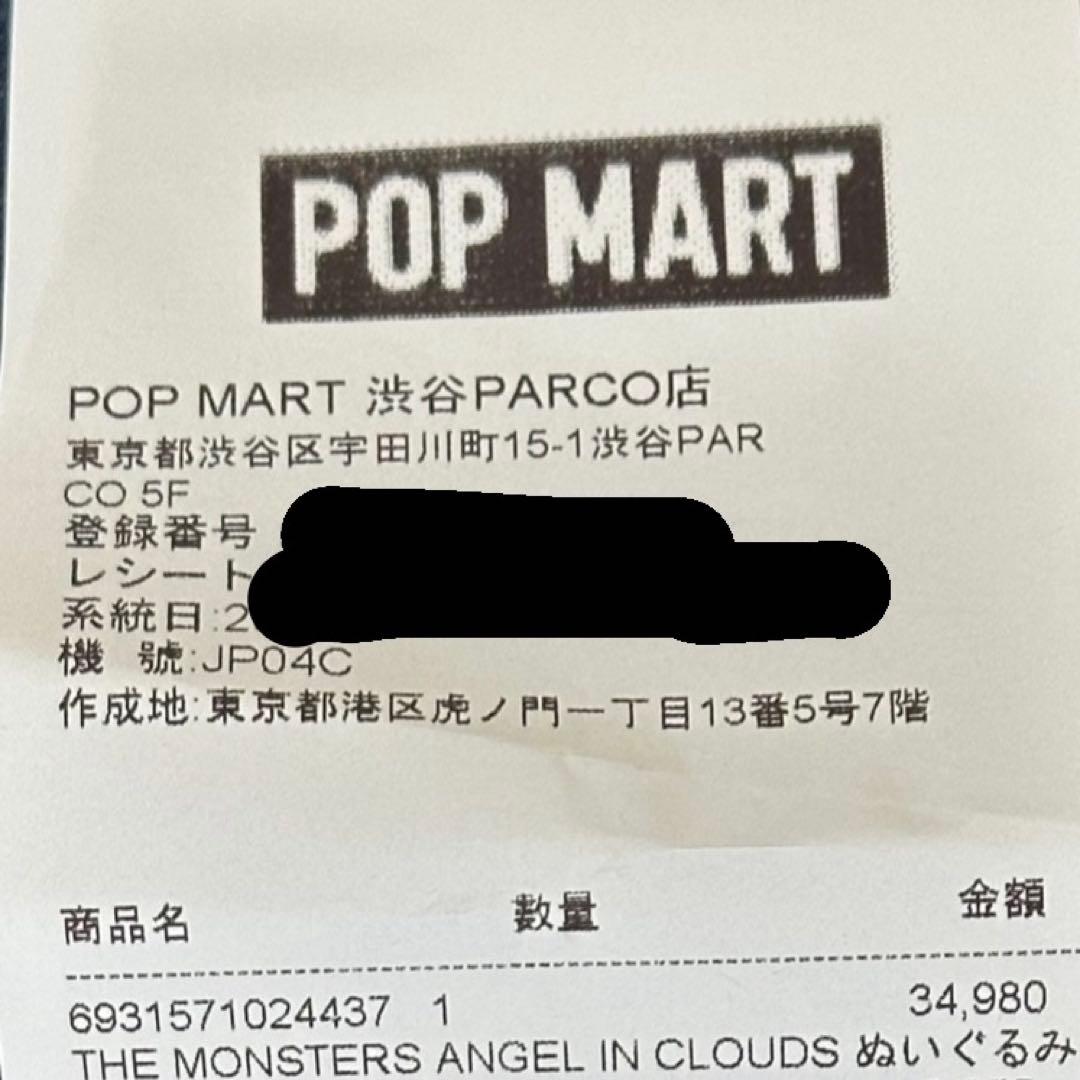 POP MART
POP MART 渋谷PARCO店
東京都渋谷区宇田川町15-1渋谷PAR
CO 5F
登録番号
レシート
系統日:2
機 號:JP04C
作成地:東京都港区虎ノ門一丁目13番5号7階
商品名 数量 金額
6931571024437 1 34,980
THE MONSTERS ANGEL IN CLOUDS ぬいぐるみ